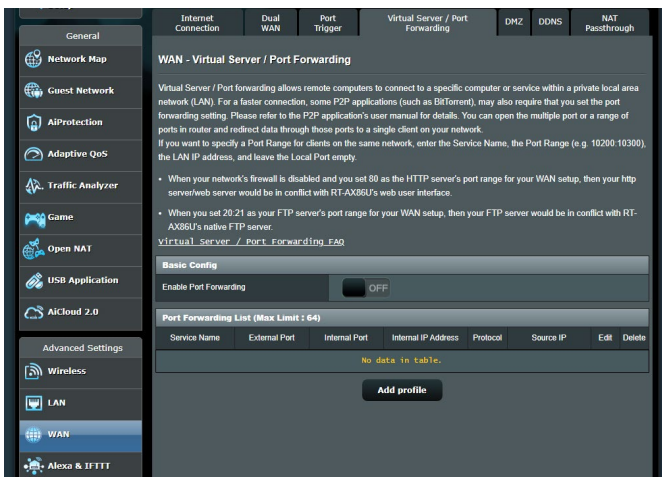 General
Network Map
Guest Network
AiProtection
Adaptive QoS
Traffic Analyzer
Game
Open NAT
USB Application
AiCloud 2.0
Advanced Settings
Wireless
LAN
WAN
Alexa & IFTTT
Internet Connection
Dual WAN
Port Trigger
Virtual Server / Port Forwarding
DMZ
DDNS
NAT Passthrough
WAN - Virtual Server / Port Forwarding
Virtual Server / Port forwarding allows remote computers to connect to a specific computer or service within a private local area
network (LAN). For a faster connection, some P2P applications (such as BitTorrent), may also require that you set the port
forwarding setting. Please refer to the P2P application's user manual for details. You can open the multiple port or a range of
ports in router and redirect data through those ports to a single client on your network.
If you want to specify a Port Range for clients on the same network, enter the Service Name, the Port Range (e.g. 10200:10300),
the LAN IP address, and leave the Local Port empty.
• When your network's firewall is disabled and you set 80 as the HTTP server's port range for your WAN setup, then your http
server/web server would be in conflict with RT-AX86U's web user interface.
• When you set 20:21 as your FTP server's port range for your WAN setup, then your FTP server would be in conflict with RT-
AX86U's native FTP server.
Virtual Server / Port Forwarding FAQ
Basic Config
Enable Port Forwarding OFF
Port Forwarding List (Max Limit : 64)
Service Name External Port Internal Port Internal IP Address Protocol Source IP Edit Delete
No data in table.
Add profile